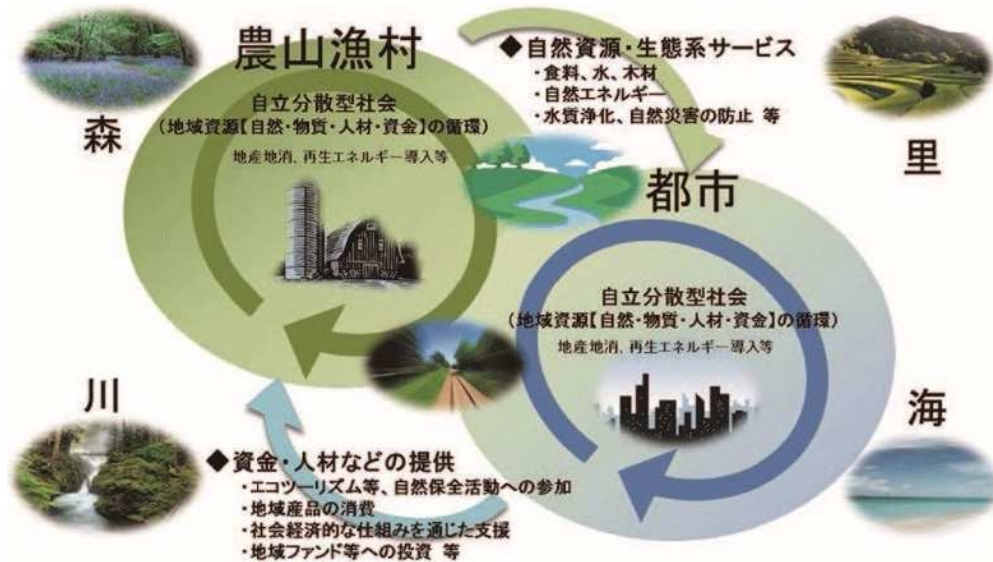 農山漁村
◆自然資源・生態系サービス
・食料、水、木材
・自然エネルギー
・水質浄化、自然災害の防止 等
森
里
自立分散型社会
(地域資源【自然・物質・人材・資金】の循環)
地産地消、再生エネルギー導入等
都市
自立分散型社会
(地域資源【自然・物質・人材・資金】の循環)
地産地消、再生エネルギー導入等
川
海
◆資金・人材などの提供
・エコツーリズム等、自然保全活動への参加
・地域産品の消費
・社会経済的な仕組みを通じた支援
・地域ファンド等への投資 等